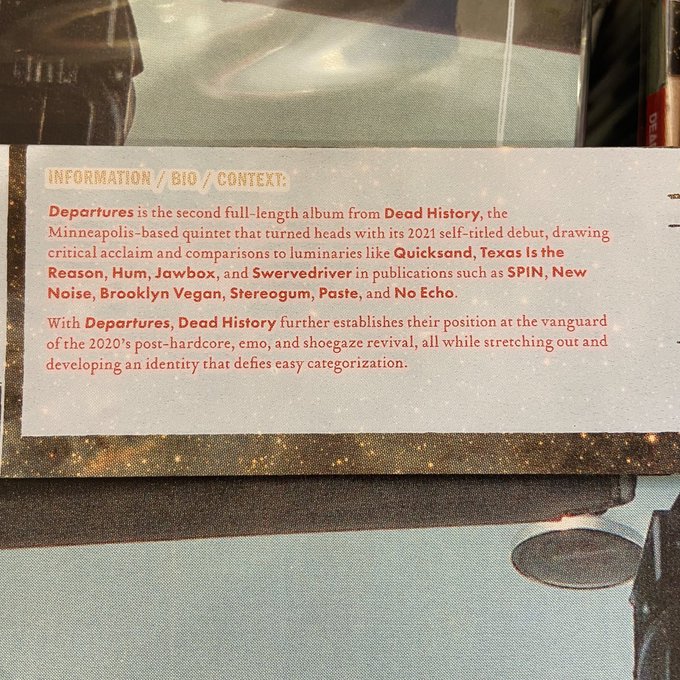 INFORMATION / BIO / CONTEXT:
Departures is the second full-length album from Dead History, the
Minneapolis-based quintet that turned heads with its 2021 self-titled debut, drawing
critical acclaim and comparisons to luminaries like Quicksand, Texas Is the
Reason, Hum, Jawbox, and Swervedriver in publications such as SPIN, New
Noise, Brooklyn Vegan, Stereogum, Paste, and No Echo.
With Departures, Dead History further establishes their position at the vanguard
of the 2020's post-hardcore, emo, and shoegaze revival, all while stretching out and
developing an identity that defies easy categorization.